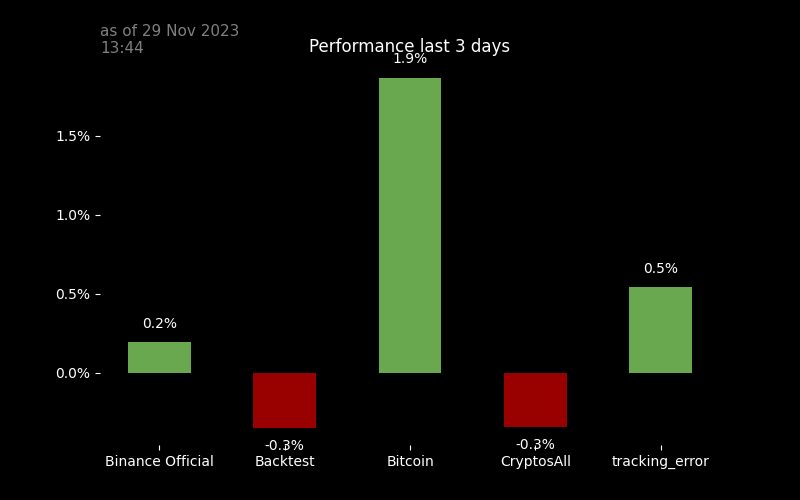 as of 29 Nov 2023
13:44
Performance last 3 days
1.9%
1.5%
1.0%
0.5%
0.5%
0.2%
0.0%
-0.3%
-0.3%
Binance Official
Backtest
Bitcoin
CryptosAll
tracking_error